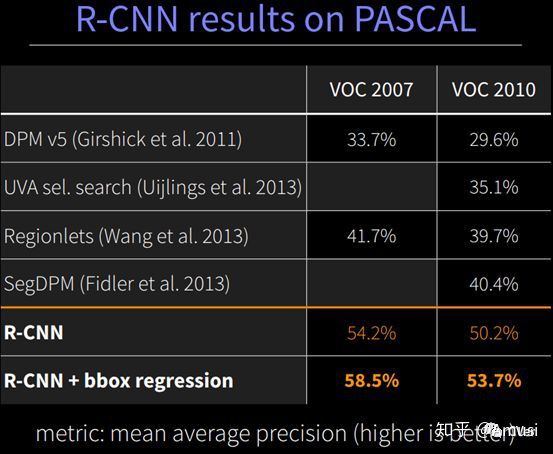 R-CNN results on PASCAL
VOC 2007 VOC 2010
DPM v5 (Girshick et al. 2011) 33.7% 29.6%
UVA sel. search (Uijlings et al. 2013) 35.1%
Regionlets (Wang et al. 2013) 41.7% 39.7%
SegDPM (Fidler et al. 2013) 40.4%
R-CNN 54.2% 50.2%
R-CNN + bbox regression 58.5% 53.7%
metric: mean average precision (higher is better)
知乎